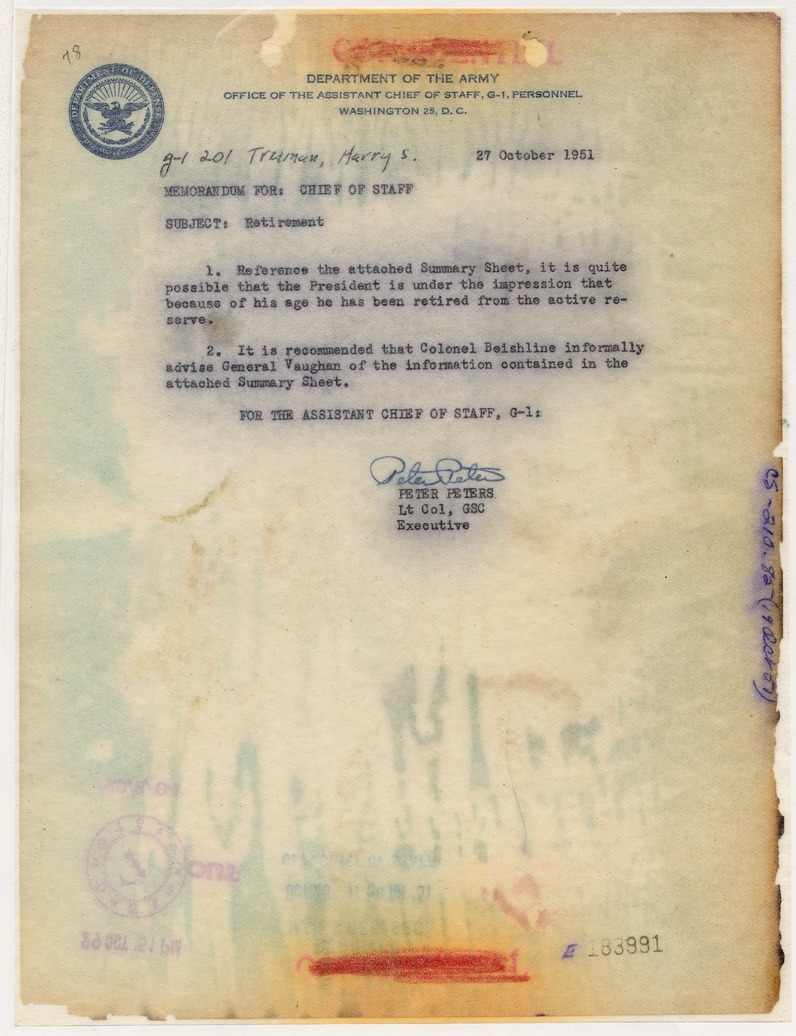 78
CONFIDENTIAL
DEPARTMENT OF THE ARMY
OFFICE OF THE ASSISTANT CHIEF OF STAFF, G-1, PERSONNEL
WASHINGTON 25, D. C.
g-1 201 Truman, Harry S.
27 October 1951
MEMORANDUM FOR: CHIEF OF STAFF
SUBJECT: Retirement
1. Reference the attached Summary Sheet, it is quite
possible that the President is under the impression that
because of his age he has been retired from the active re-
serve.
2. It is recommended that Colonel Beishline informally
advise General Vaughan of the information contained in the
attached Summary Sheet.
FOR THE ASSISTANT CHIEF OF STAFF, G-1:
Peter Peters
PETER PETERS
Lt Col, GSC
Executive
E 183991